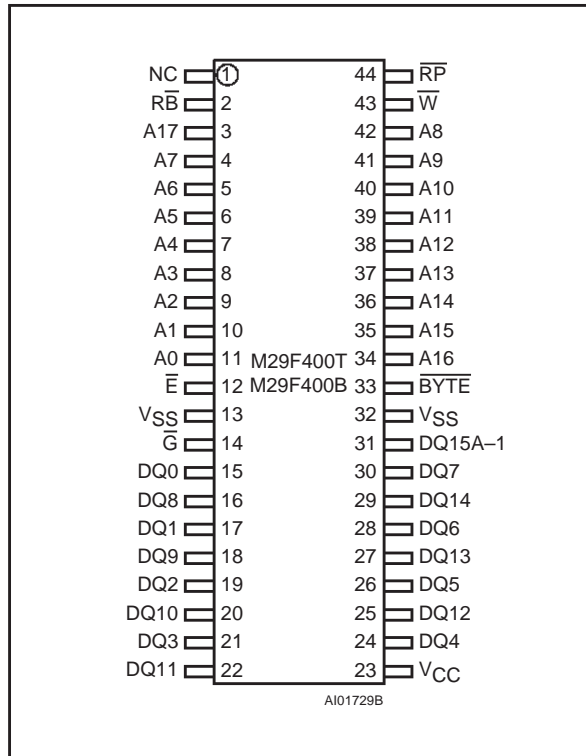 NC 1 44 R̅P̅
RB̅ 2 43 W̅
A17 3 42 A8
A7 4 41 A9
A6 5 40 A10
A5 6 39 A11
A4 7 38 A12
A3 8 37 A13
A2 9 36 A14
A1 10 35 A15
A0 11 M29F400T 34 A16
E̅ 12 M29F400B 33 B̅Y̅T̅E̅
VSS 13 32 VSS
G̅ 14 31 DQ15A–1
DQ0 15 30 DQ7
DQ8 16 29 DQ14
DQ1 17 28 DQ6
DQ9 18 27 DQ13
DQ2 19 26 DQ5
DQ10 20 25 DQ12
DQ3 21 24 DQ4
DQ11 22 23 VCC
AI01729B